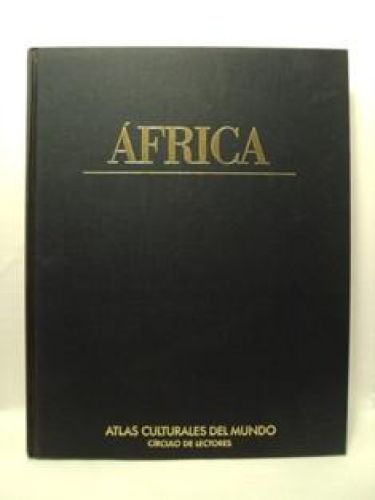 ÁFRICA
ATLAS CULTURALES DEL MUNDO
CÍRCULO DE LECTORES